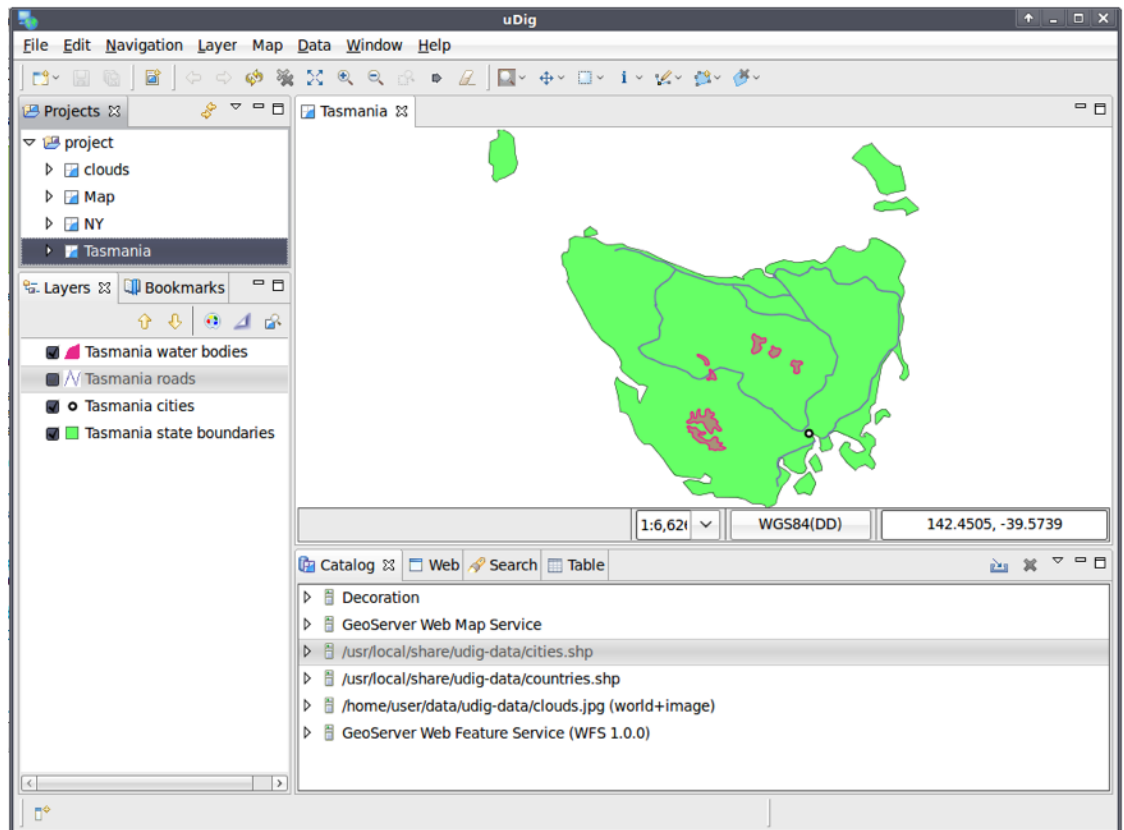 uDig
File Edit Navigation Layer Map Data Window Help
Projects
Tasmania
project
clouds
Map
NY
Tasmania
Layers Bookmarks
Tasmania water bodies
Tasmania roads
Tasmania cities
Tasmania state boundaries
1:6,62 WGS84(DD) 142.4505, -39.5739
Catalog Web Search Table
Decoration
GeoServer Web Map Service
/usr/local/share/udig-data/cities.shp
/usr/local/share/udig-data/countries.shp
/home/user/data/udig-data/clouds.jpg (world+image)
GeoServer Web Feature Service (WFS 1.0.0)